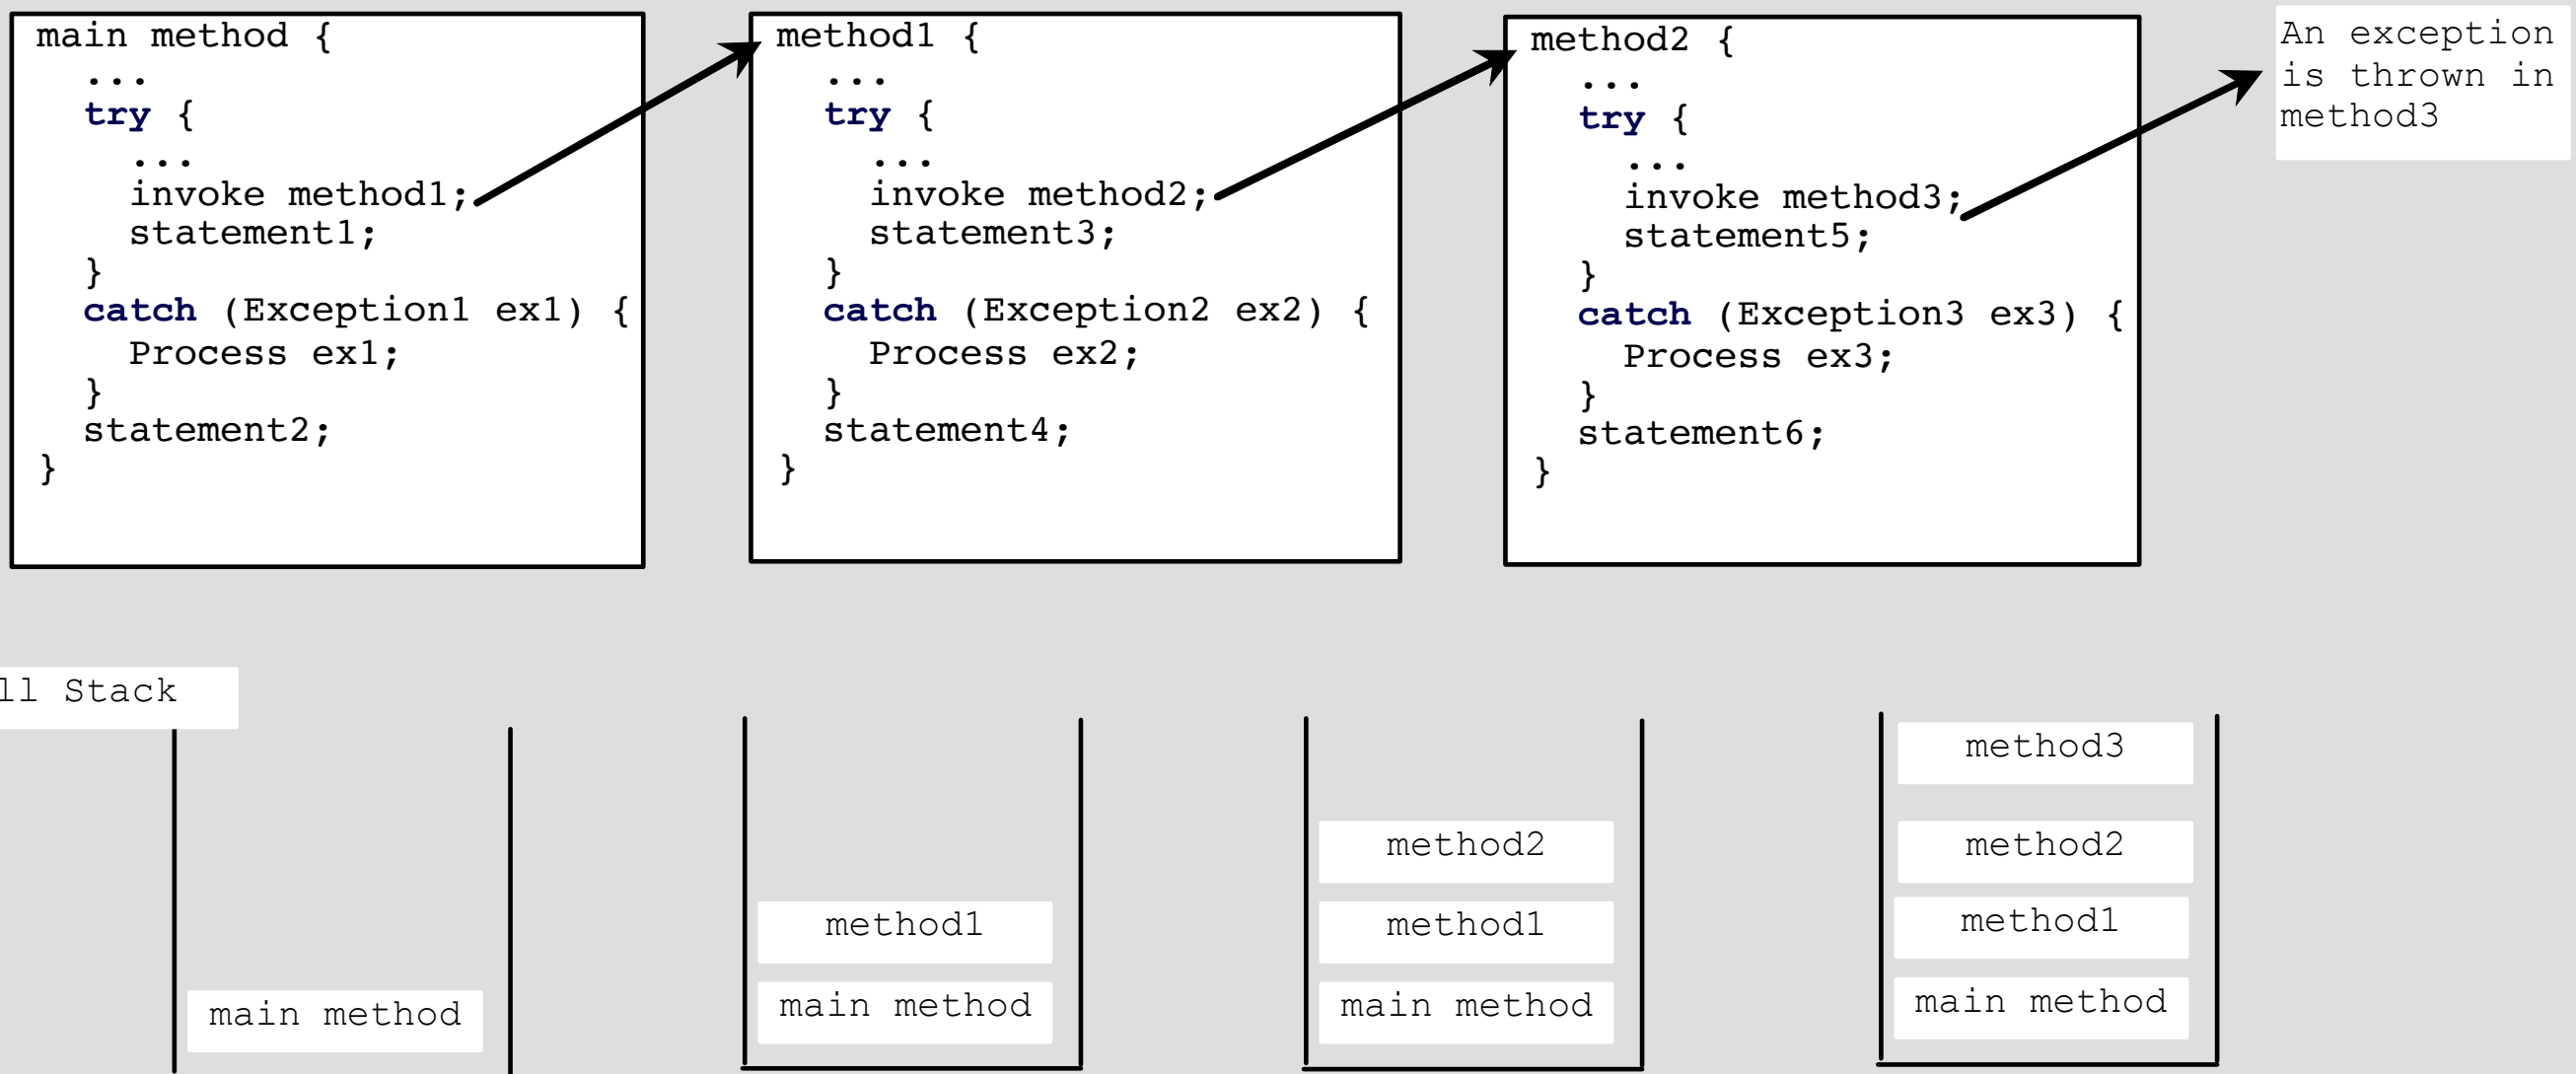 main method {
...
try {
...
invoke method1;
statement1;
}
catch (Exception1 ex1) {
Process ex1;
}
statement2;
}
method1 {
...
try {
...
invoke method2;
statement3;
}
catch (Exception2 ex2) {
Process ex2;
}
statement4;
}
method2 {
...
try {
...
invoke method3;
statement5;
}
catch (Exception3 ex3) {
Process ex3;
}
statement6;
}
An exception
is thrown in
method3
ll Stack
main method
method1
main method
method2
method1
main method
method3
method2
method1
main method